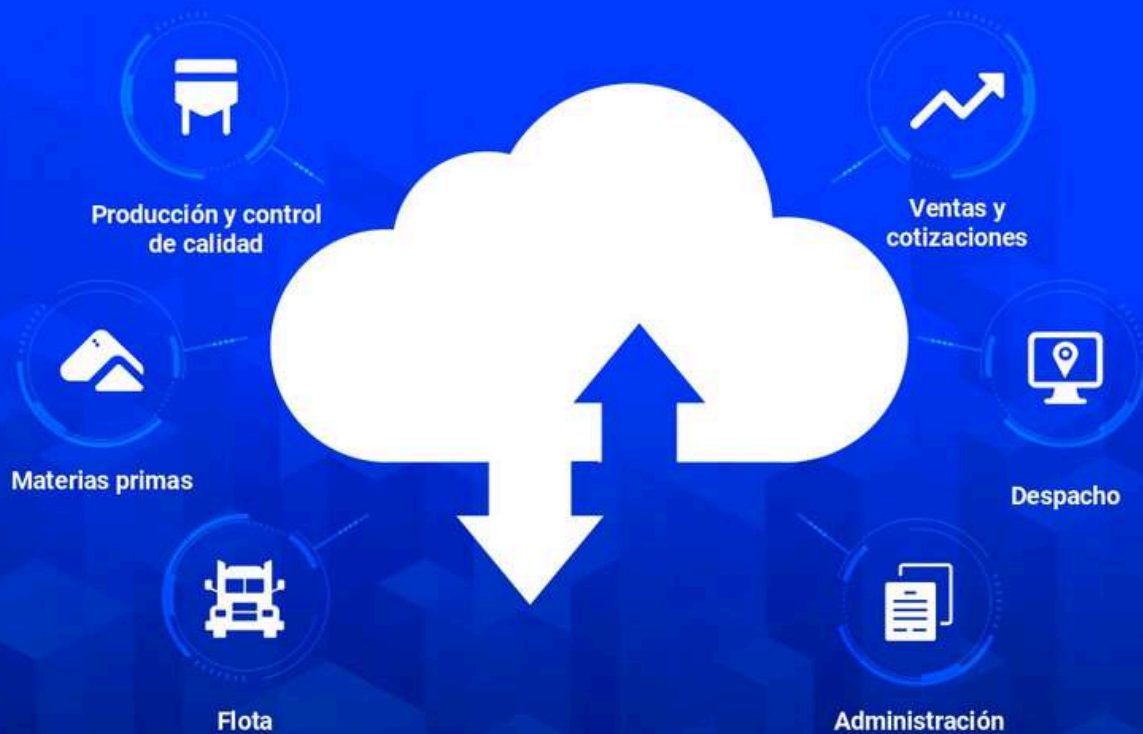 Producción y control
de calidad
Ventas y
cotizaciones
Materias primas
Despacho
Flota
Administración